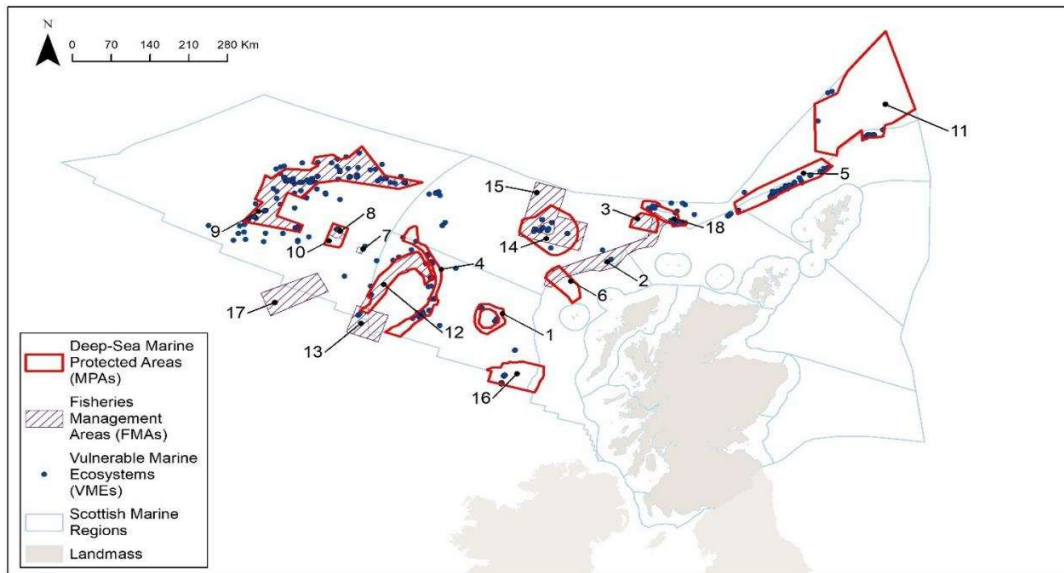 N
0 70 140 210 280 Km
11
5
15
3
8
18
9
14
7
10
4
2
6
17
12
1
13
16
Deep-Sea Marine
Protected Areas
(MPAs)
Fisheries
Management
Areas (FMAs)
Vulnerable Marine
Ecosystems
(VMEs)
Scottish Marine
Regions
Landmass